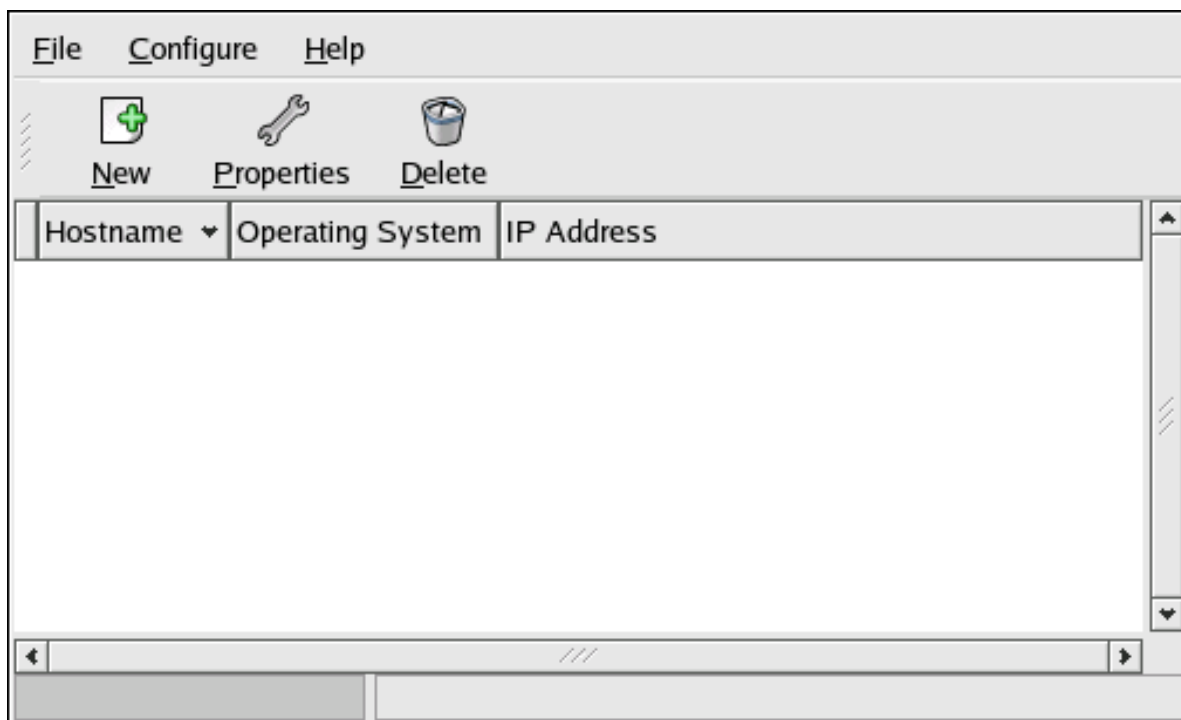 File Configure Help
New Properties Delete
Hostname Operating System IP Address